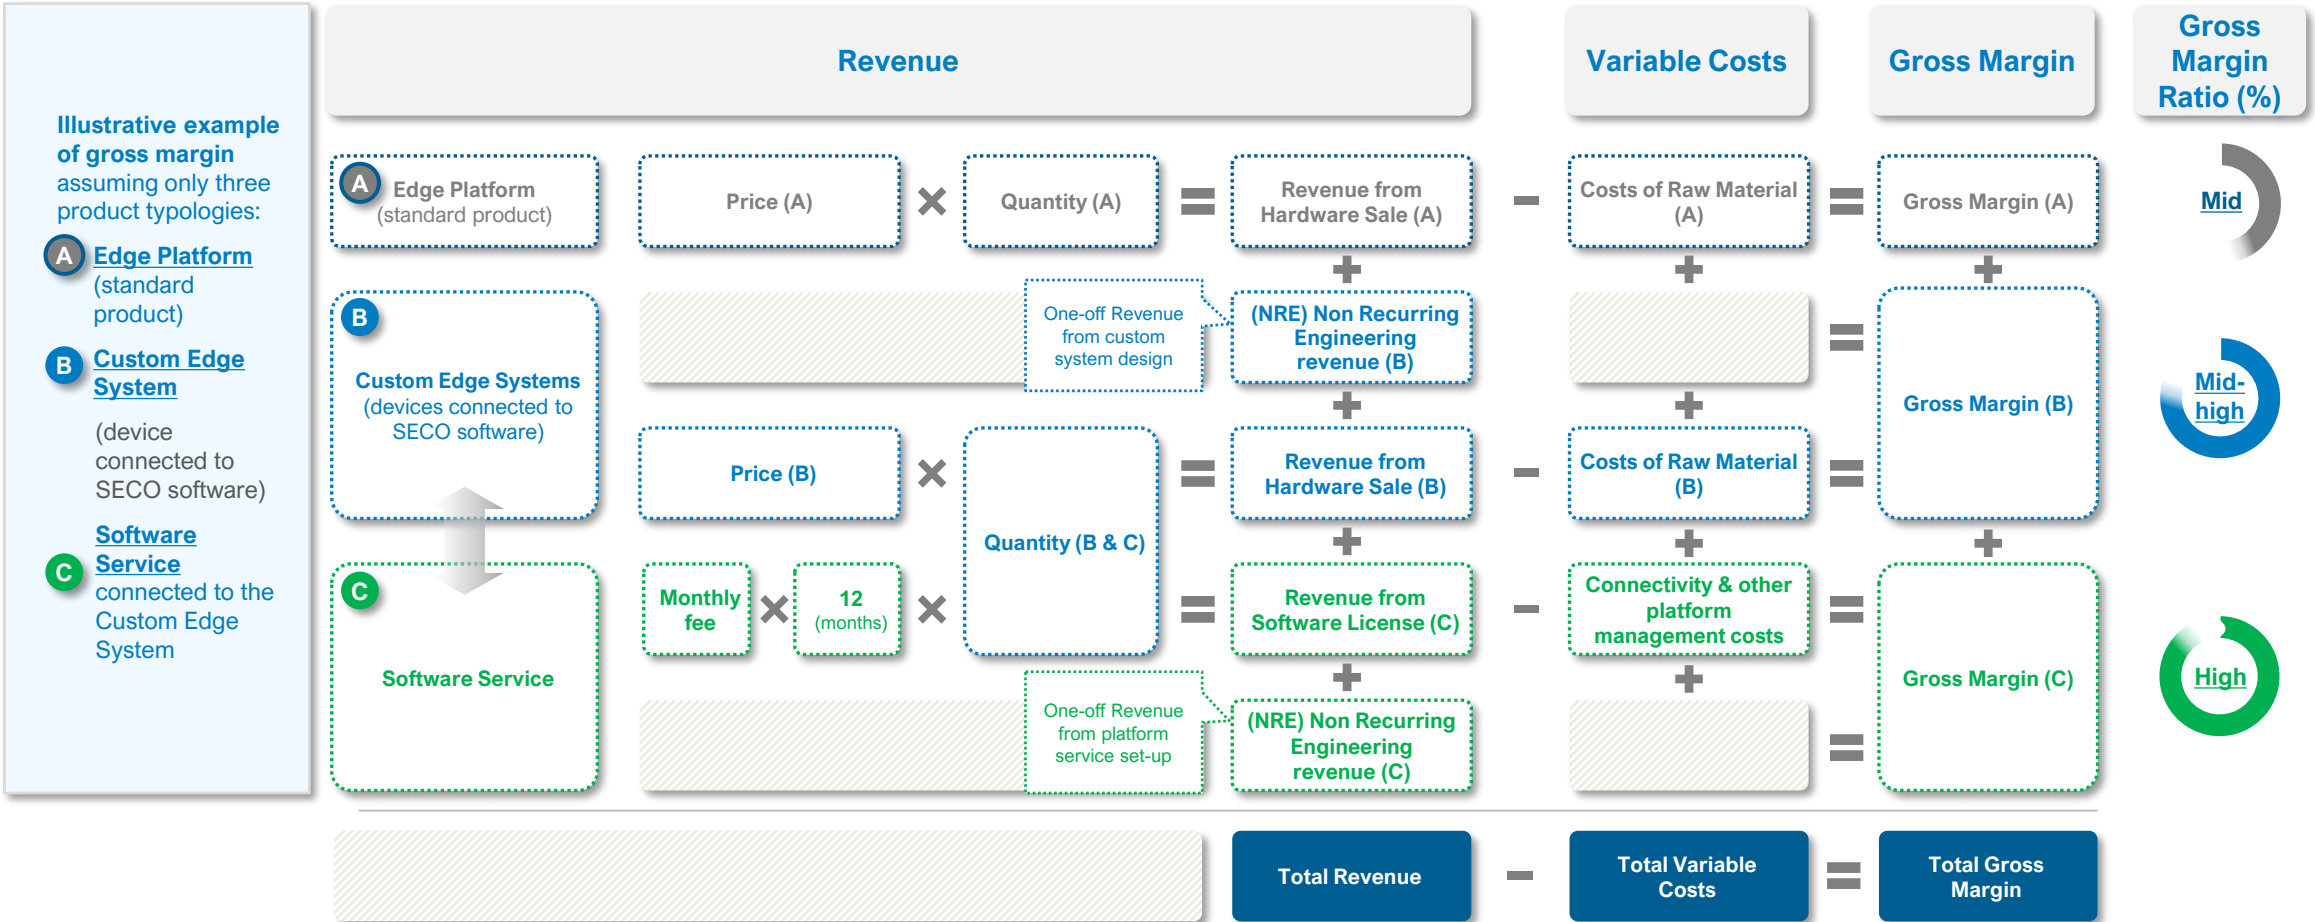 Illustrative example
of gross margin
assuming only three
product typologies:
A
Edge Platform
(standard
product)
B
Custom Edge
System
(device
connected to
SECO software)
C
Software
Service
connected to the
Custom Edge
System
Revenue
Variable Costs
Gross Margin
Gross
Margin
Ratio (%)
A
Edge Platform
(standard product)
Price (A)
×
Quantity (A)
=
Revenue from
Hardware Sale (A)
-
Costs of Raw Material
(A)
=
Gross Margin (A)
Mid
+
+
+
B
Custom Edge Systems
(devices connected to
SECO software)
One-off Revenue
from custom
system design
(NRE) Non Recurring
Engineering
revenue (B)
=
Gross Margin (B)
Mid-
high
+
+
Price (B)
×
Quantity (B & C)
=
Revenue from
Hardware Sale (B)
-
Costs of Raw Material
(B)
=
+
+
+
C
Software Service
Monthly
fee
×
12
(months)
×
=
Revenue from
Software License (C)
-
Connectivity & other
platform
management costs
=
Gross Margin (C)
High
+
+
One-off Revenue
from platform
service set-up
(NRE) Non Recurring
Engineering
revenue (C)
=
Total Revenue
-
Total Variable
Costs
=
Total Gross
Margin